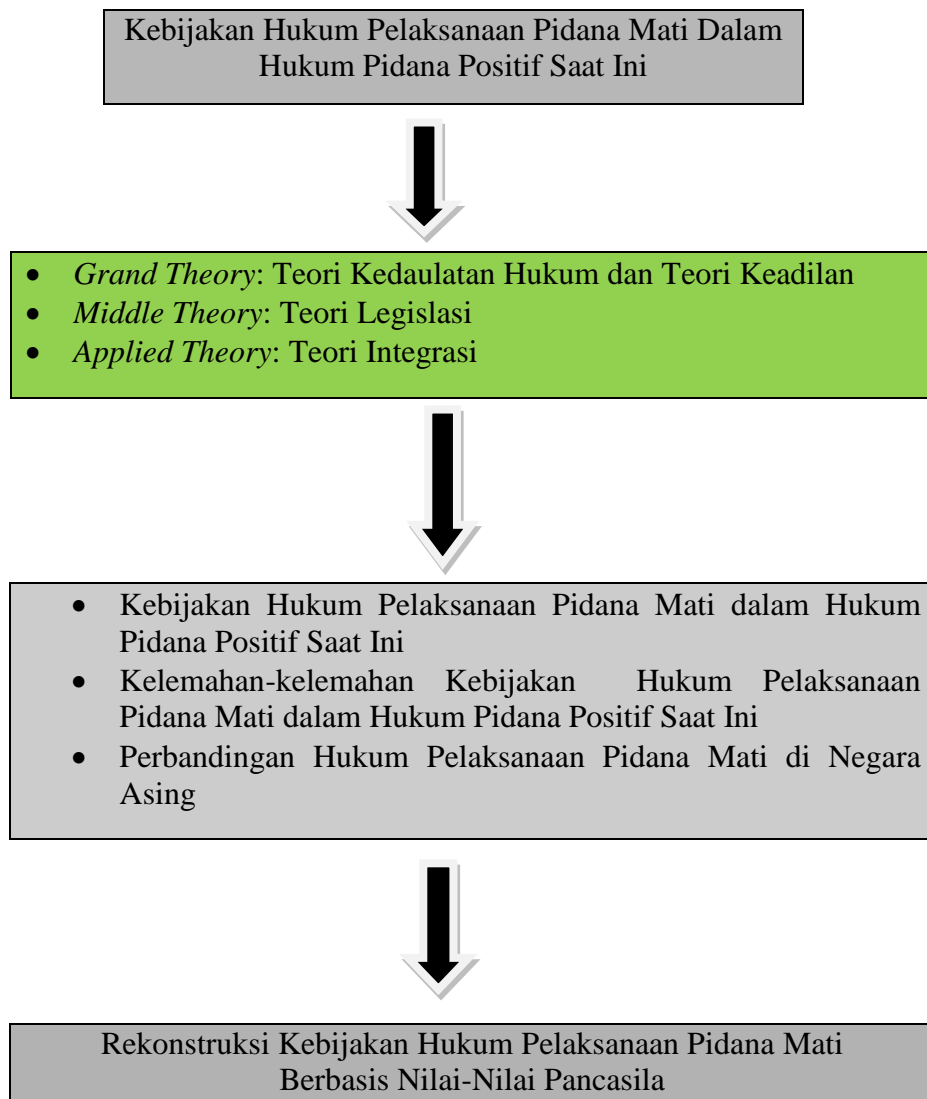 Kebijakan Hukum Pelaksanaan Pidana Mati Dalam
Hukum Pidana Positif Saat Ini
• Grand Theory: Teori Kedaulatan Hukum dan Teori Keadilan
• Middle Theory: Teori Legislasi
• Applied Theory: Teori Integrasi
• Kebijakan Hukum Pelaksanaan Pidana Mati dalam Hukum
Pidana Positif Saat Ini
• Kelemahan-kelemahan Kebijakan Hukum Pelaksanaan
Pidana Mati dalam Hukum Pidana Positif Saat Ini
• Perbandingan Hukum Pelaksanaan Pidana Mati di Negara
Asing
Rekonstruksi Kebijakan Hukum Pelaksanaan Pidana Mati
Berbasis Nilai-Nilai Pancasila